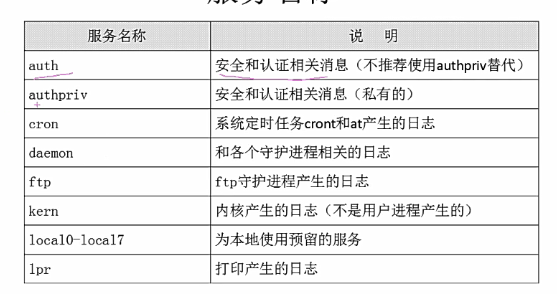 服务名称 说 明
auth 安全和认证相关消息（不推荐使用authpriv替代）
authpriv 安全和认证相关消息（私有的）
cron 系统定时任务cront和at产生的日志
daemon 和各个守护进程相关的日志
ftp ftp守护进程产生的日志
kern 内核产生的日志（不是用户进程产生的）
local0-local7 为本地使用预留的服务
lpr 打印产生的日志